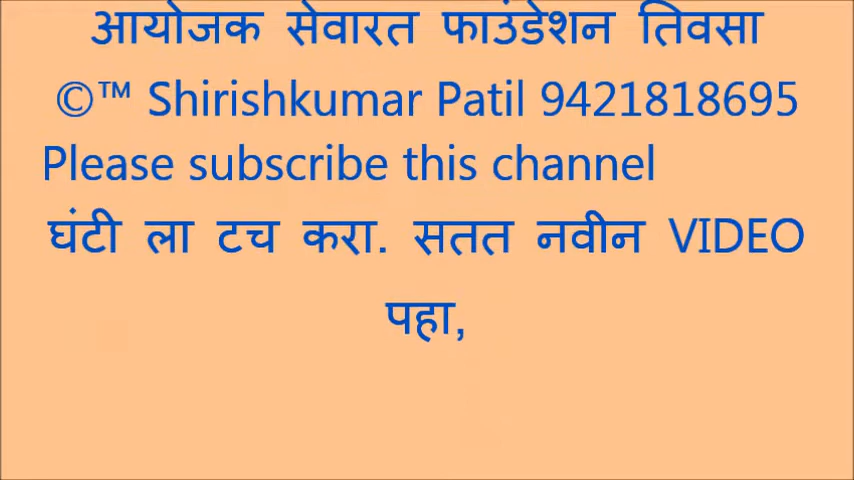 आयोजक सेवारत फाउंडेशन तिवसा
©™ Shirishkumar Patil 9421818695
Please subscribe this channel
घंटी ला टच करा. सतत नवीन VIDEO
पहा,